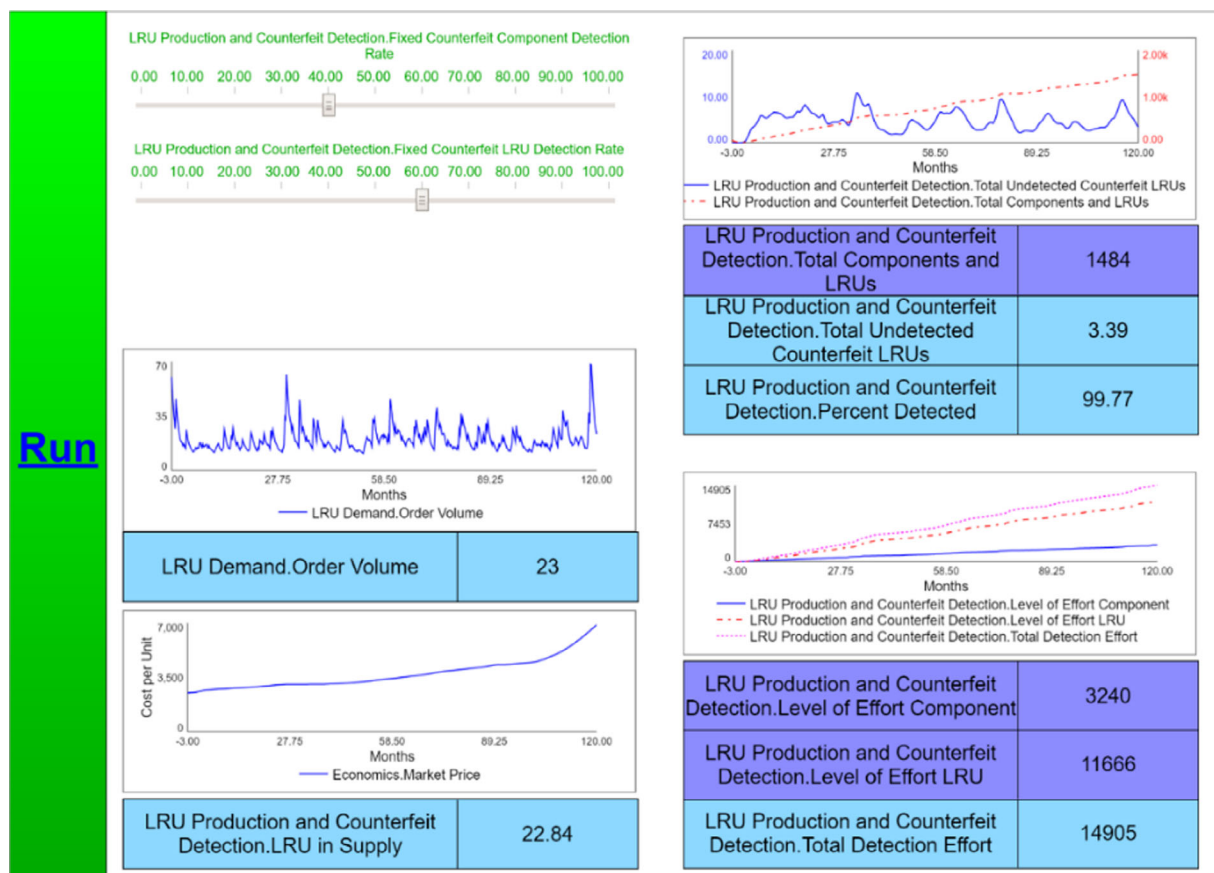 Run
LRU Production and Counterfeit Detection.Fixed Counterfeit Component Detection
Rate
0.00 10.00 20.00 30.00 40.00 50.00 60.00 70.00 80.00 90.00 100.00
LRU Production and Counterfeit Detection.Fixed Counterfeit LRU Detection Rate
0.00 10.00 20.00 30.00 40.00 50.00 60.00 70.00 80.00 90.00 100.00
70
35
0
-3.00 27.75 58.50 89.25 120.00
Months
LRU Demand.Order Volume
LRU Demand.Order Volume 23
7,000
3,500
0
Cost per Unit
-3.00 27.75 58.50 89.25 120.00
Months
Economics.Market Price
LRU Production and Counterfeit
Detection.LRU in Supply 22.84
20.00 2.00k
10.00 1.00k
0.00 0.00
-3.00 27.75 58.50 89.25 120.00
Months
LRU Production and Counterfeit Detection.Total Undetected Counterfeit LRUs
LRU Production and Counterfeit Detection.Total Components and LRUs
LRU Production and Counterfeit
Detection.Total Components and 1484
LRUs
LRU Production and Counterfeit
Detection.Total Undetected 3.39
Counterfeit LRUs
LRU Production and Counterfeit
Detection.Percent Detected 99.77
14905
7453
0
-3.00 27.75 58.50 89.25 120.00
Months
LRU Production and Counterfeit Detection.Level of Effort Component
LRU Production and Counterfeit Detection.Level of Effort LRU
LRU Production and Counterfeit Detection.Total Detection Effort
LRU Production and Counterfeit
Detection.Level of Effort Component 3240
LRU Production and Counterfeit
Detection.Level of Effort LRU 11666
LRU Production and Counterfeit
Detection.Total Detection Effort 14905